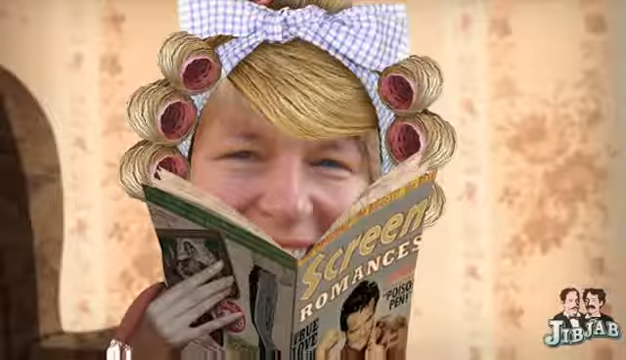 Screen
ROMANCES
"POISON
PEN!"
TRUE
LOVE
JIBJAB